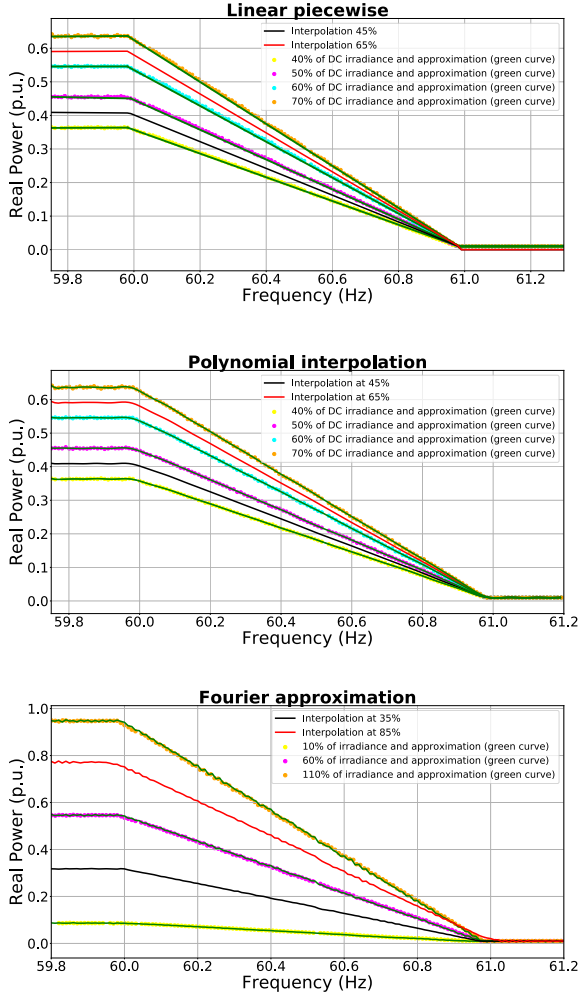 Linear piecewise
Interpolation 45%
Interpolation 65%
40% of DC irradiance and approximation (green curve)
50% of DC irradiance and approximation (green curve)
60% of DC irradiance and approximation (green curve)
70% of DC irradiance and approximation (green curve)
Real Power (p.u.)
0.6
0.5
0.4
0.3
0.2
0.1
0.0
59.8 60.0 60.2 60.4 60.6 60.8 61.0 61.2
Frequency (Hz)
Polynomial interpolation
Interpolation at 45%
Interpolation at 65%
40% of DC irradiance and approximation (green curve)
50% of DC irradiance and approximation (green curve)
60% of DC irradiance and approximation (green curve)
70% of DC irradiance and approximation (green curve)
Real Power (p.u.)
0.6
0.5
0.4
0.3
0.2
0.1
0.0
59.8 60.0 60.2 60.4 60.6 60.8 61.0 61.2
Frequency (Hz)
Fourier approximation
Interpolation at 35%
Interpolation at 85%
10% of irradiance and approximation (green curve)
60% of irradiance and approximation (green curve)
110% of irradiance and approximation (green curve)
Real Power (p.u.)
1.0
0.8
0.6
0.4
0.2
0.0
59.8 60.0 60.2 60.4 60.6 60.8 61.0 61.2
Frequency (Hz)